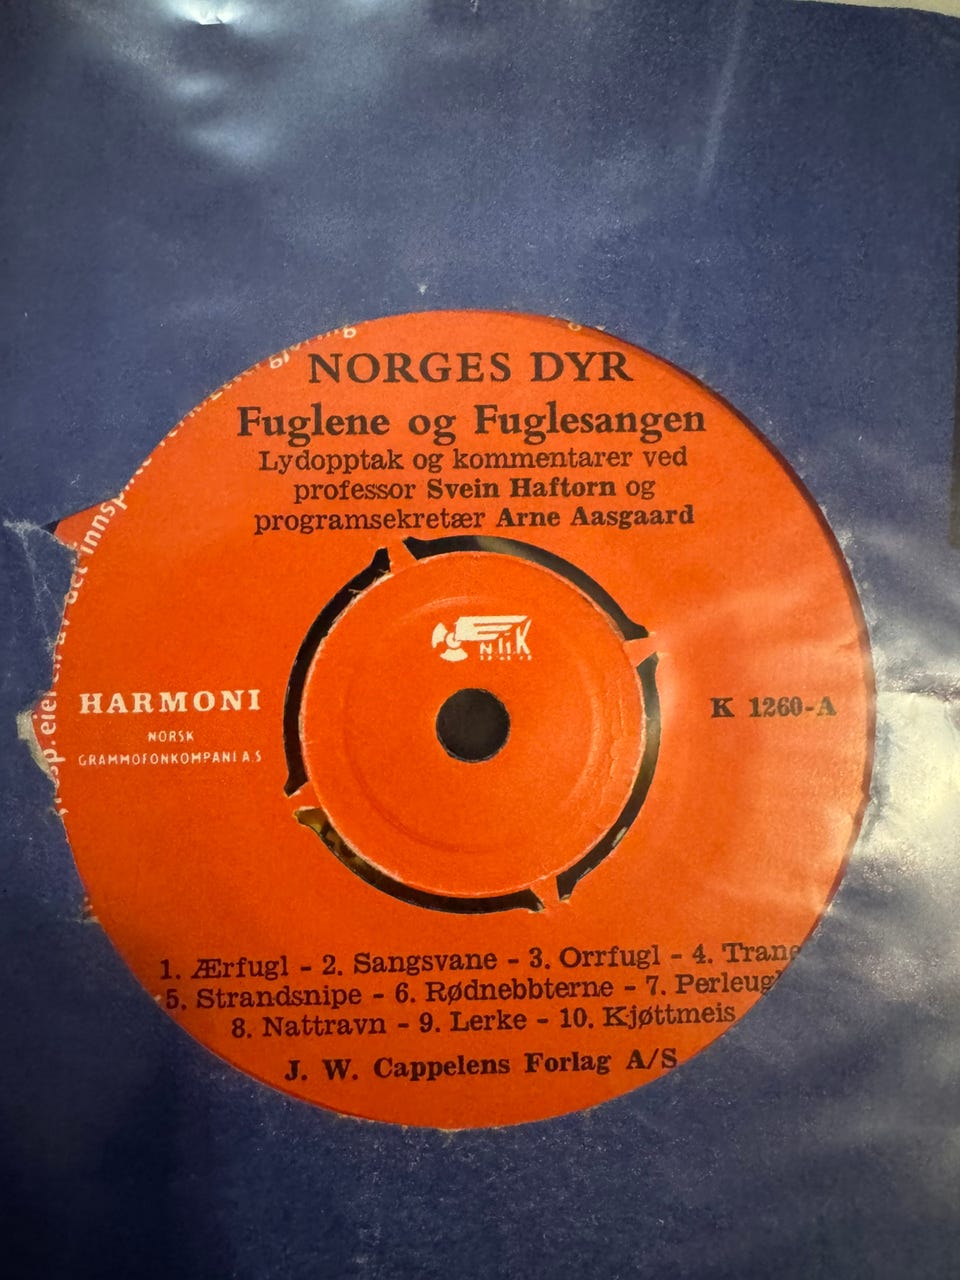 NORGES DYR
Fuglene og Fuglesangen
Lydopptak og kommentarer ved
professor Svein Haftorn og
programsekretær Arne Aasgaard
HARMONI
NORSK
GRAMMOFONKOMPANI A.S
K 1260-A
1. Ærfugl - 2. Sangsvane - 3. Orrfugl - 4. Trane
5. Strandsnipe - 6. Rødnebbterne - 7. Perleug
8. Nattravn - 9. Lerke - 10. Kjøttmeis
J. W. Cappelens Forlag A/S